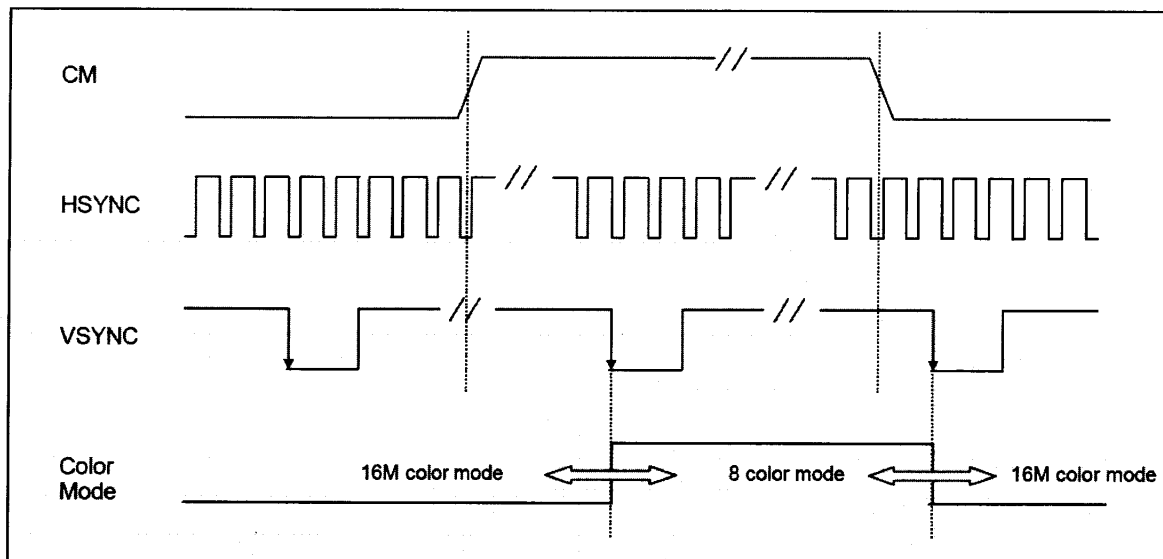 CM
HSYNC
VSYNC
Color
Mode
16M color mode
8 color mode
16M color mode